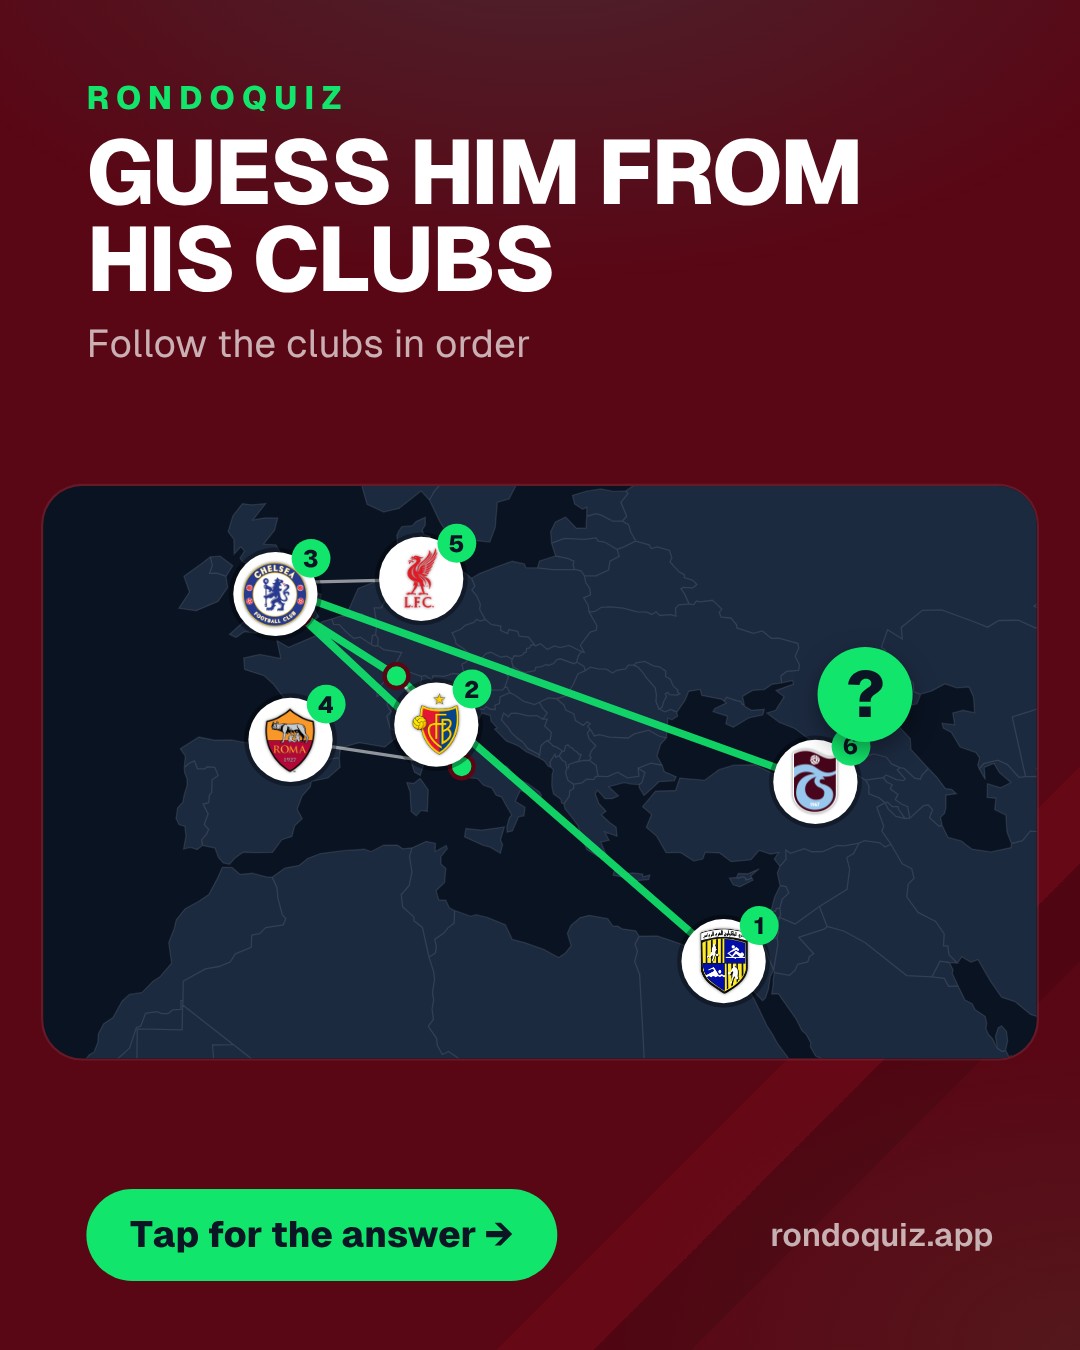 RONDOQUIZ
GUESS HIM FROM
HIS CLUBS
Follow the clubs in order
3
5
CHELSEA
FOOTBALL CLUB
L.F.C.
2
4
FCB
ROMA
1927
?
6
1
Tap for the answer →
rondoquiz.app